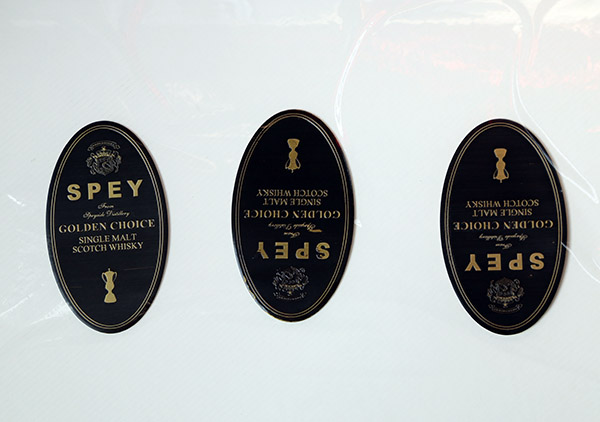 SPEY
From
Speyside Distillery
GOLDEN CHOICE
SINGLE MALT
SCOTCH WHISKY
SPEY
From
Speyside Distillery
GOLDEN CHOICE
SINGLE MALT
SCOTCH WHISKY
SPEY
From
Speyside Distillery
GOLDEN CHOICE
SINGLE MALT
SCOTCH WHISKY